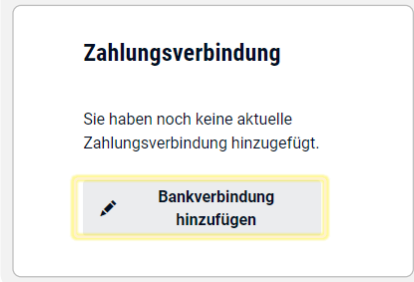 Zahlungsverbindung
Sie haben noch keine aktuelle
Zahlungsverbindung hinzugefügt.
Bankverbindung
hinzufügen